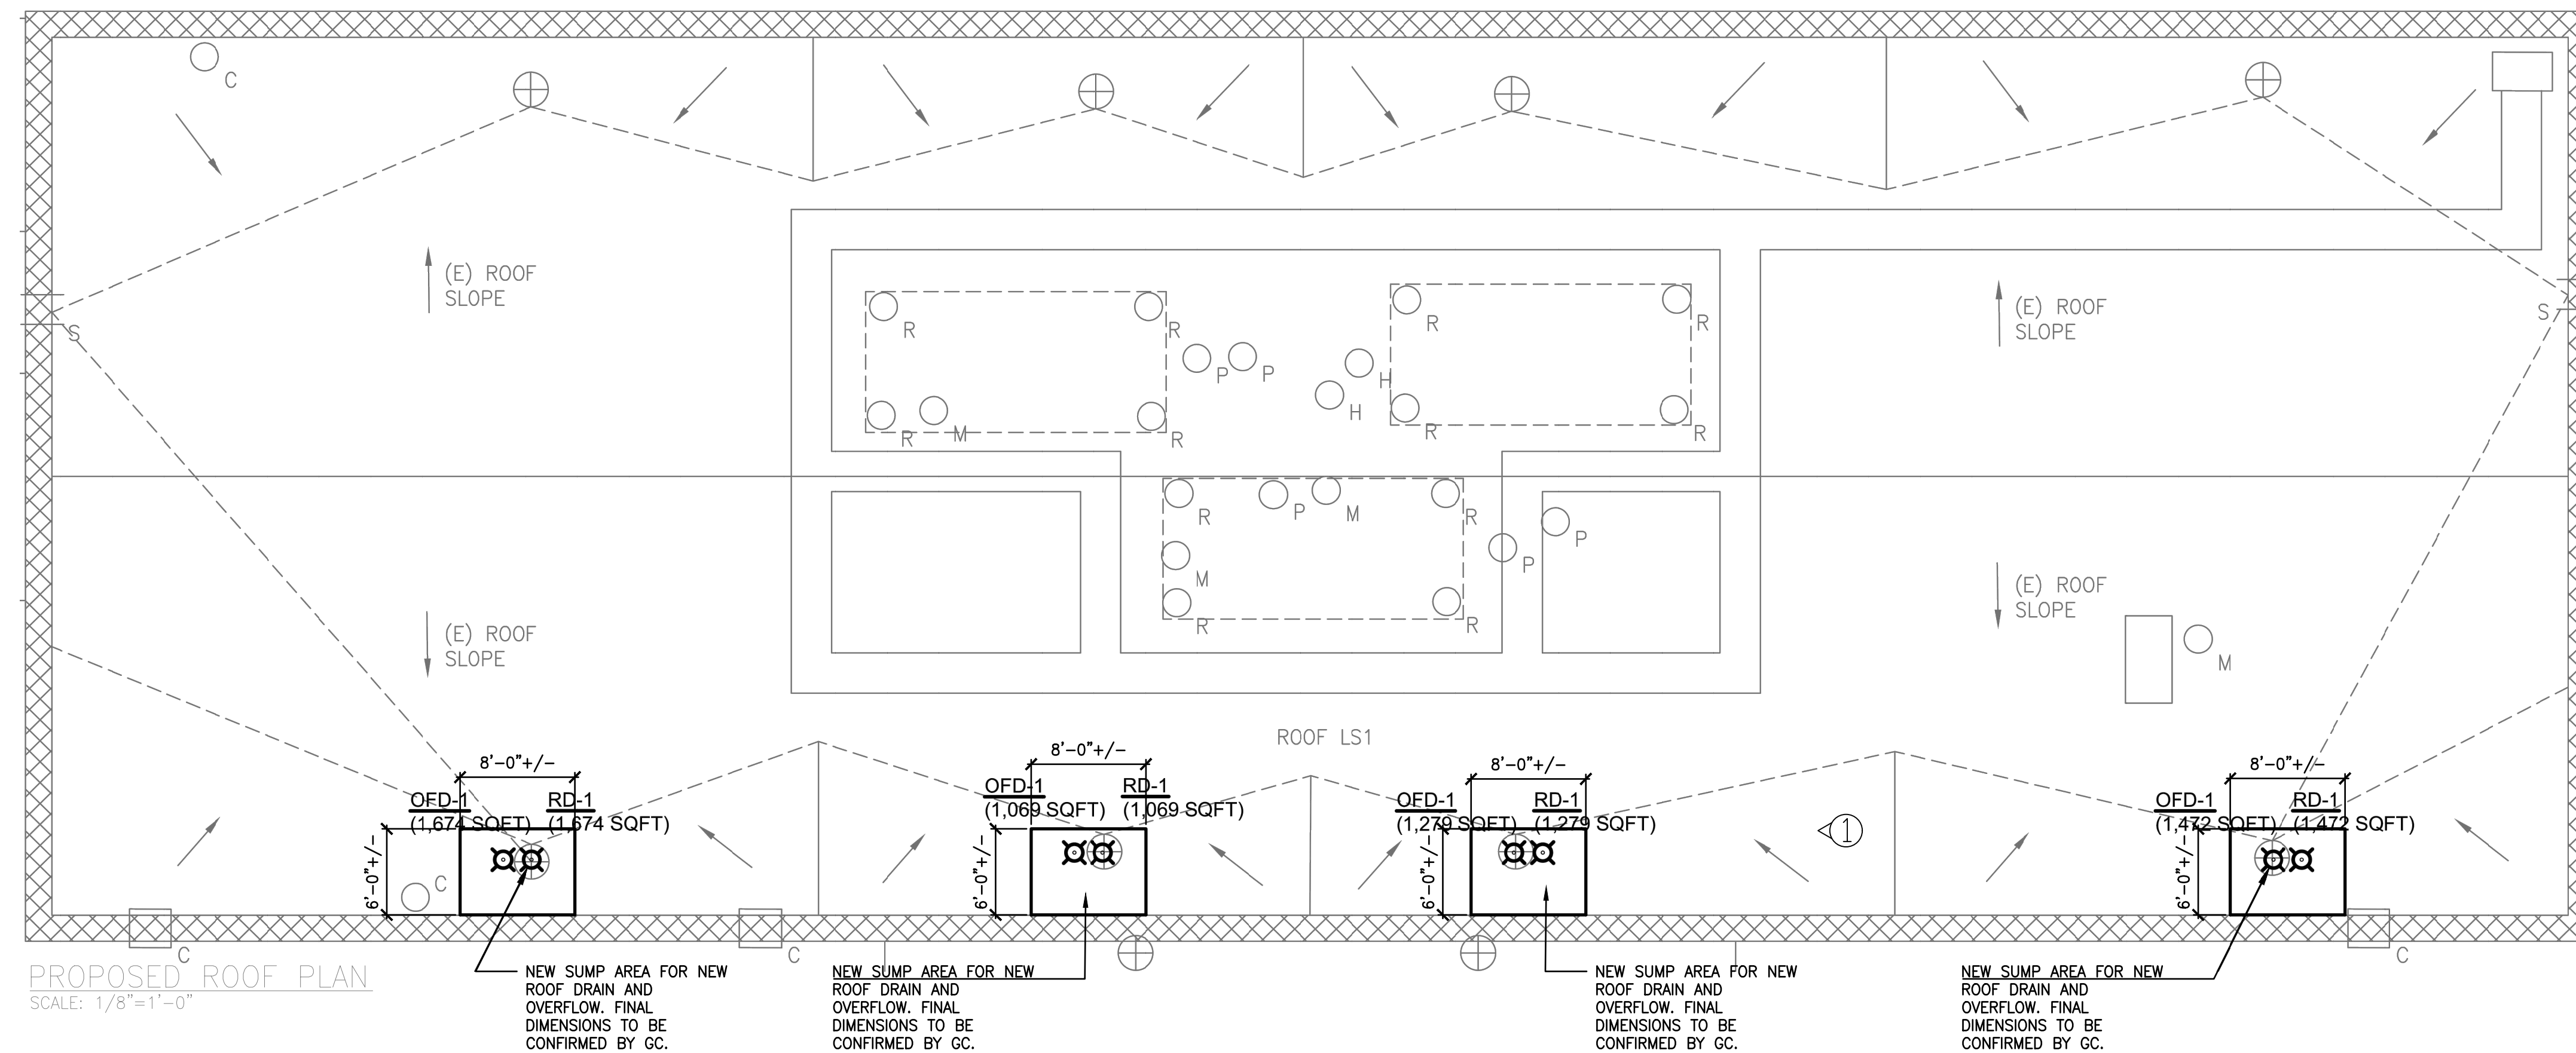 C
(E) ROOF
SLOPE
(E) ROOF
SLOPE
S
S
R
R
R
R
P
P
H
H
R
M
R
R
R
R
P
M
R
P
P
M
R
R
(E) ROOF
SLOPE
(E) ROOF
SLOPE
M
ROOF LS1
8'-0"+/-
8'-0"+/-
8'-0"+/-
8'-0"+/-
OFD-1
(1,674 SQFT)
RD-1
(1,674 SQFT)
OFD-1
(1,069 SQFT)
RD-1
(1,069 SQFT)
OFD-1
(1,279 SQFT)
RD-1
(1,279 SQFT)
1
OFD-1
(1,472 SQFT)
RD-1
(1,472 SQFT)
6'-0"+/-
6'-0"+/-
6'-0"+/-
6'-0"+/-
C
C
C
C
PROPOSED ROOF PLAN
SCALE: 1/8"=1'-0"
NEW SUMP AREA FOR NEW
ROOF DRAIN AND
OVERFLOW. FINAL
DIMENSIONS TO BE
CONFIRMED BY GC.
NEW SUMP AREA FOR NEW
ROOF DRAIN AND
OVERFLOW. FINAL
DIMENSIONS TO BE
CONFIRMED BY GC.
NEW SUMP AREA FOR NEW
ROOF DRAIN AND
OVERFLOW. FINAL
DIMENSIONS TO BE
CONFIRMED BY GC.
NEW SUMP AREA FOR NEW
ROOF DRAIN AND
OVERFLOW. FINAL
DIMENSIONS TO BE
CONFIRMED BY GC.